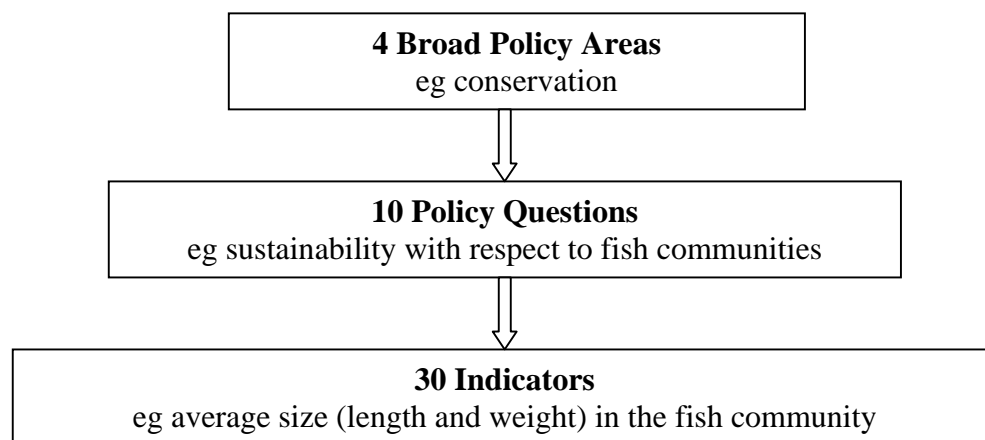 4 Broad Policy Areas
eg conservation
10 Policy Questions
eg sustainability with respect to fish communities
30 Indicators
eg average size (length and weight) in the fish community